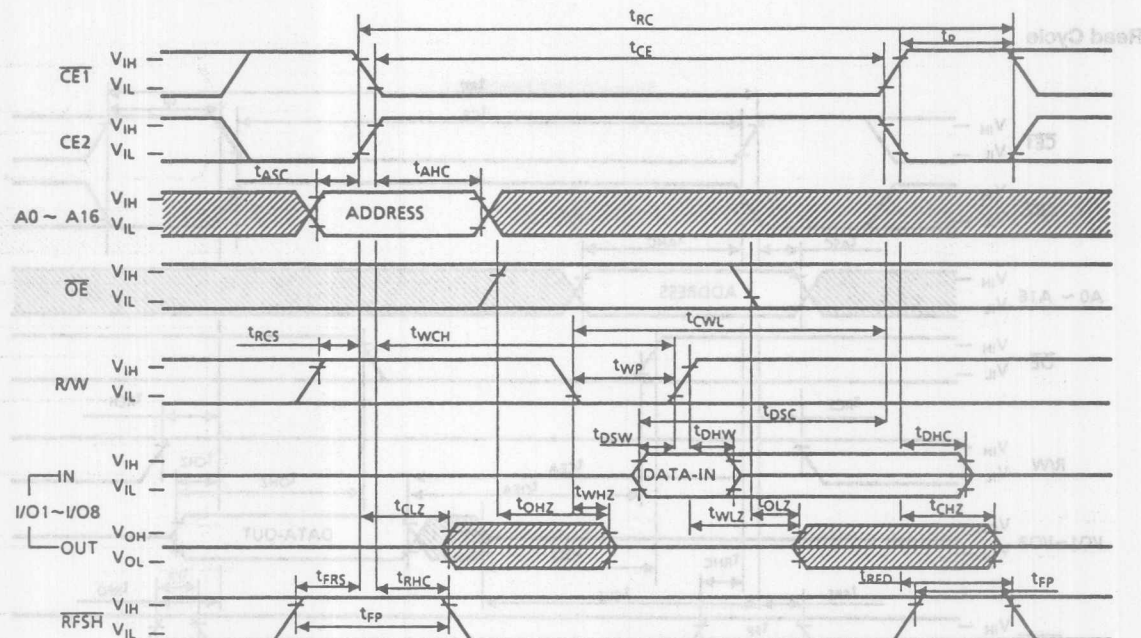 tRC
Read Cycle
tP
tCE
CE1 VIH
VIL
CE2 VIH
VIL
tASC tAHC
A0 ~ A16 VIH
VIL
ADDRESS
OE VIH
VIL
tCWL
tRCS tWCH
R/W VIH
VIL
tWP
tDSC
tDSW tDHW tDHC
IN VIH
VIL
DATA-IN
I/O1~I/O8
tCLZ tOHZ tWHZ tWLZ tOLZ tCHZ
OUT VOH
VOL
tFRS tRHC tRFD tFP
RFSH VIH
VIL
tFP